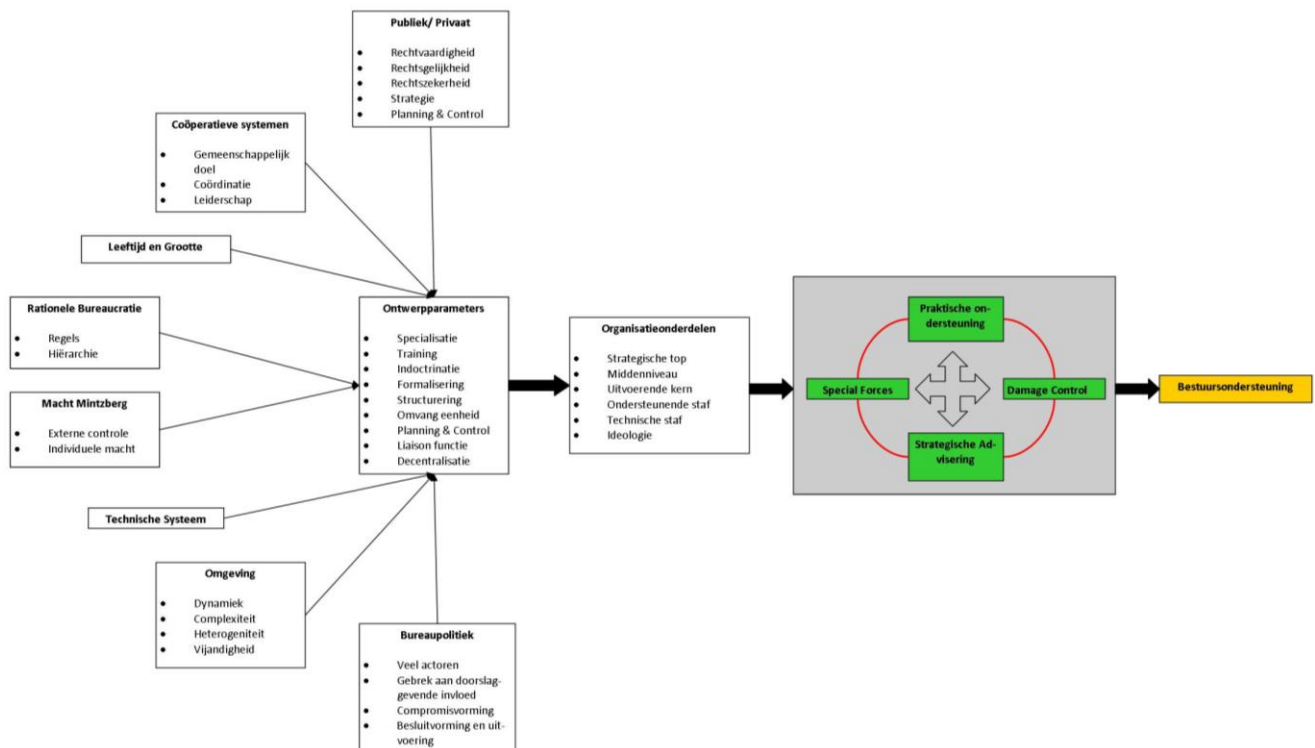 Publiek/ Privaat
• Rechtvaardigheid
• Rechtsgelijkheid
• Rechtszekerheid
• Strategie
• Planning & Control
Coöperatieve systemen
• Gemeenschappelijk
doel
• Coördinatie
• Leiderschap
Leeftijd en Grootte
Rationele Bureaucratie
• Regels
• Hiërarchie
Macht Mintzberg
• Externe controle
• Individuele macht
Technische Systeem
Omgeving
• Dynamiek
• Complexiteit
• Heterogeniteit
• Vijandigheid
Bureaupolitiek
• Veel actoren
• Gebrek aan doorslag-
gevende invloed
• Compromisvorming
• Besluitvorming en uit-
voering
Ontwerpparameters
• Specialisatie
• Training
• Indoctrinatie
• Formalisering
• Structurering
• Omvang eenheid
• Planning & Control
• Liaison functie
• Decentralisatie
Organisatieonderdelen
• Strategische top
• Middenniveau
• Uitvoerende kern
• Ondersteunende staf
• Technische staf
• Ideologie
Praktische on-
dersteuning
Special Forces
Damage Control
Strategische Ad-
visering
Bestuursondersteuning